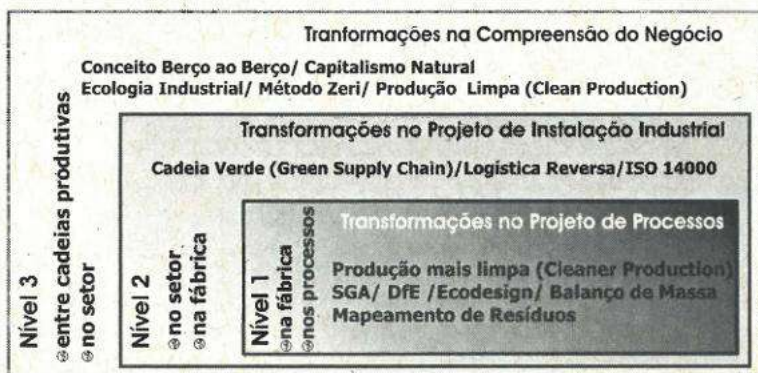 Tranformações na Compreensão do Negócio
Conceito Berço ao Berço/ Capitalismo Natural
Ecologia Industrial/ Método Zeri/ Produção Limpa (Clean Production)
Nível 3
entre cadeias produtivas
no setor
Transformações no Projeto de Instalação Industrial
Cadeia Verde (Green Supply Chain)/Logística Reversa/ISO 14000
Nível 2
no setor
na fábrica
Transformações no Projeto de Processos
Nível 1
na fábrica
nos processos
Produção mais limpa (Cleaner Production)
SGA/ DfE /Ecodesign/ Balanço de Massa
Mapeamento de Resíduos